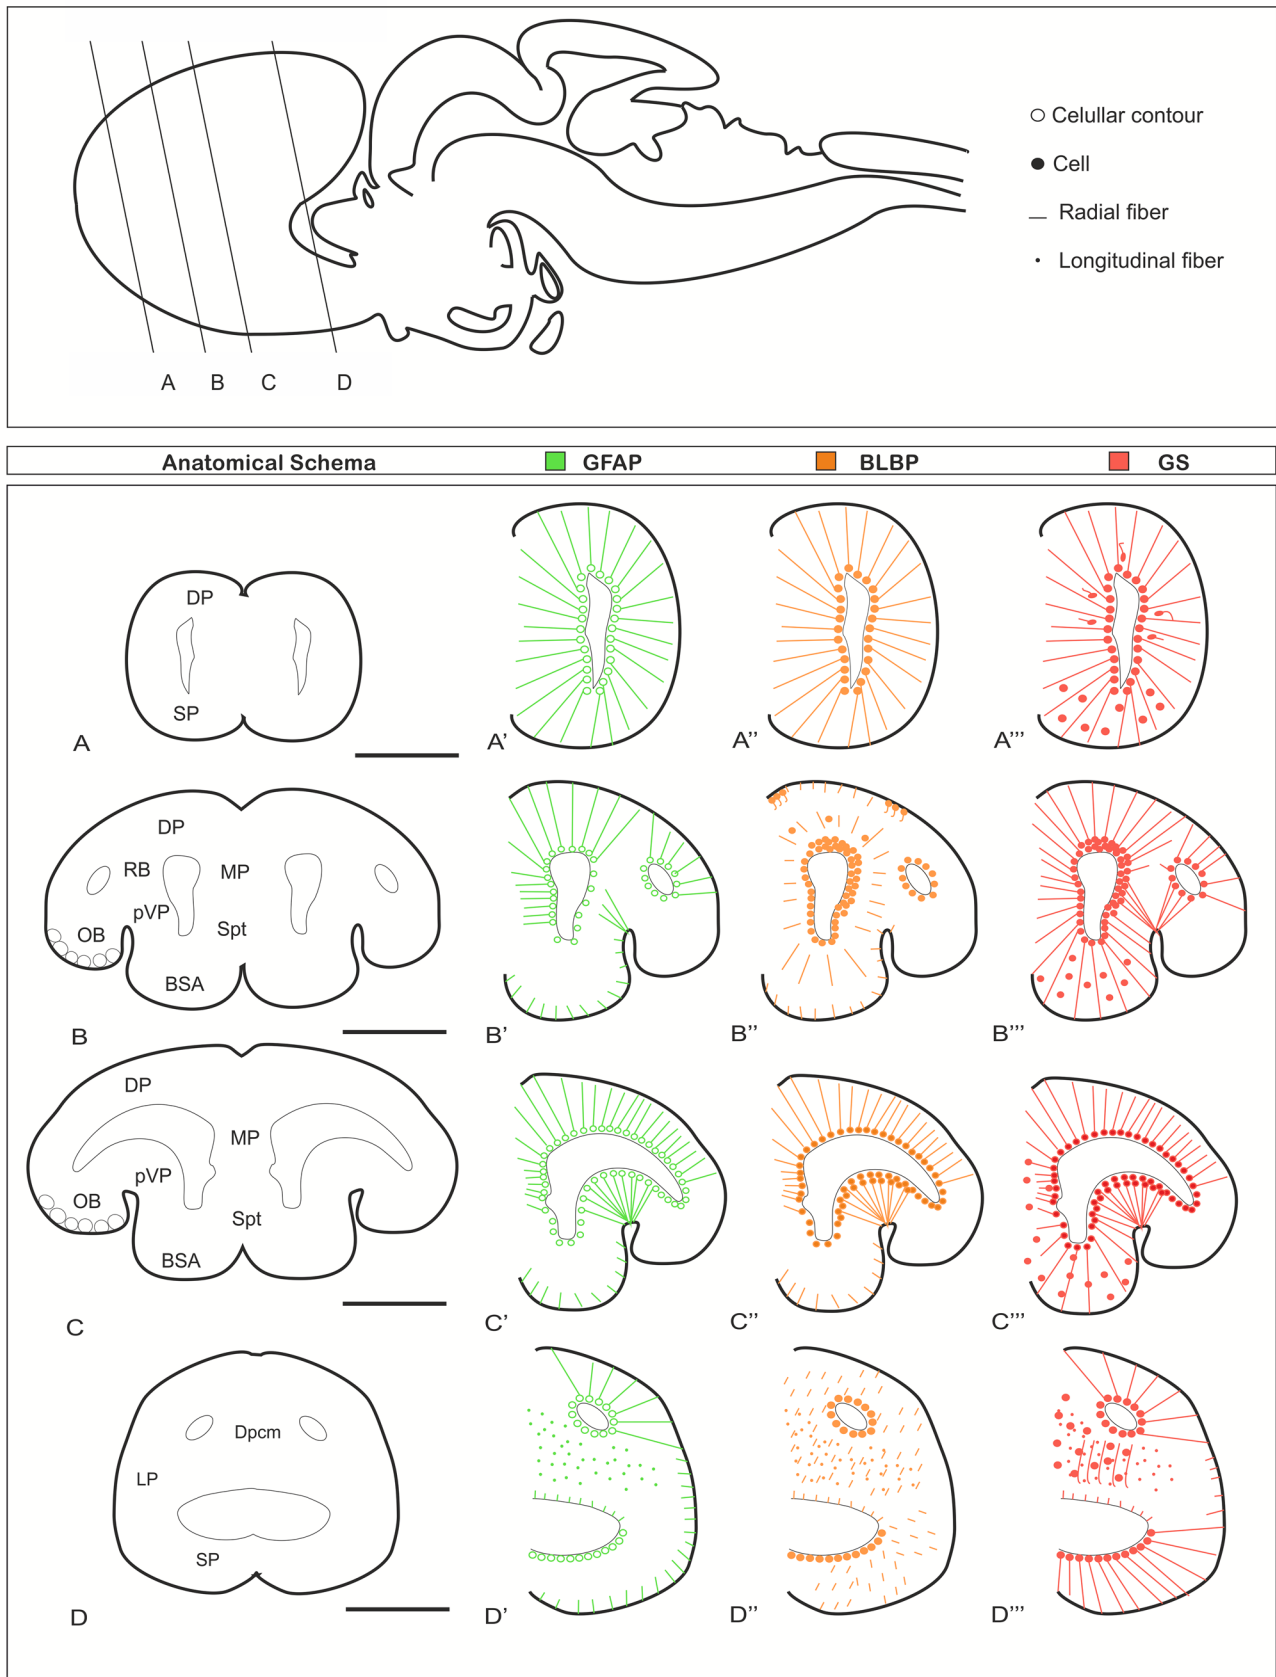 Celullar contour
Cell
Radial fiber
Longitudinal fiber
A B C D
Anatomical Schema GFAP BLBP GS
DP
SP
A A' A'' A'''
DP
RB MP
pVP
OB Spt
BSA
B B' B'' B'''
DP
MP
pVP
OB
Spt
BSA
C C' C'' C'''
Dpcm
LP
SP
D D' D'' D'''